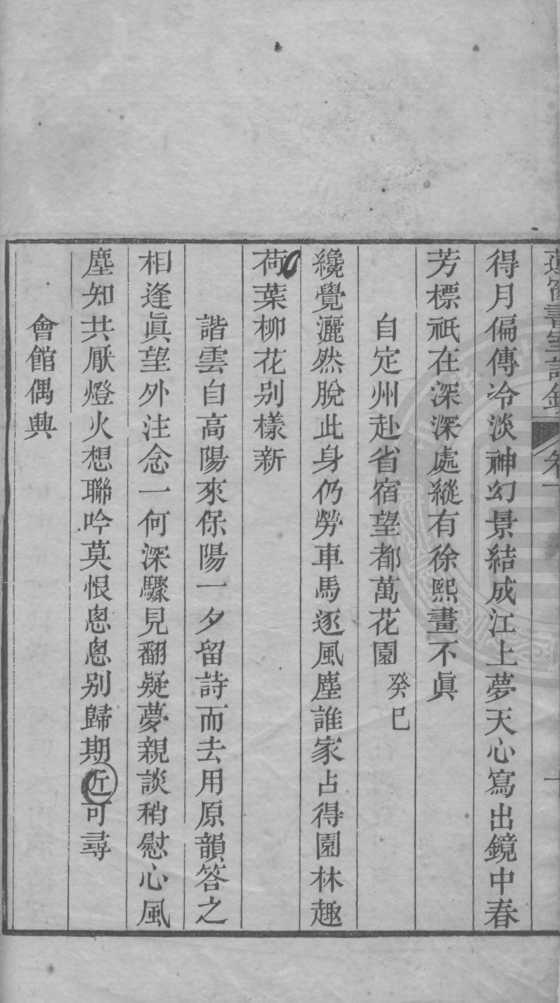 得月偏傳冷淡神幻景結成江上夢天心寫出鏡中春
芳標祇在深深處縱有徐熙畫不眞
自定州赴省宿望都萬花園癸巳
纔覺灑然脫此身仍勞車馬逐風塵誰家占得園林趣
荷葉柳花别樣新
諧雲自高陽來保陽一夕留詩而去用原韻答之
相逢眞望外注念一何深驟見翻疑夢親談稍慰心風
塵知共厭燈火想聯吟莫恨悤悤别歸期近可尋
會館偶興